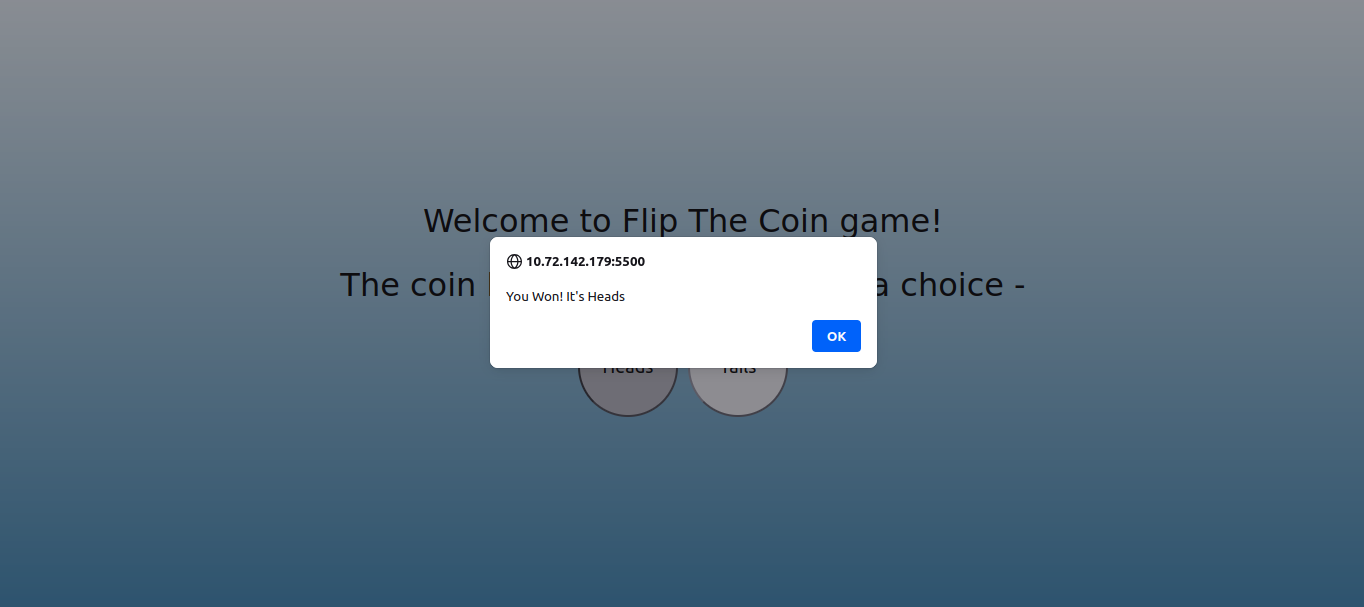 Welcome to Flip The Coin game!
10.72.142.179:5500
The coin a choice -
You Won! It's Heads
OK
Heads Tails